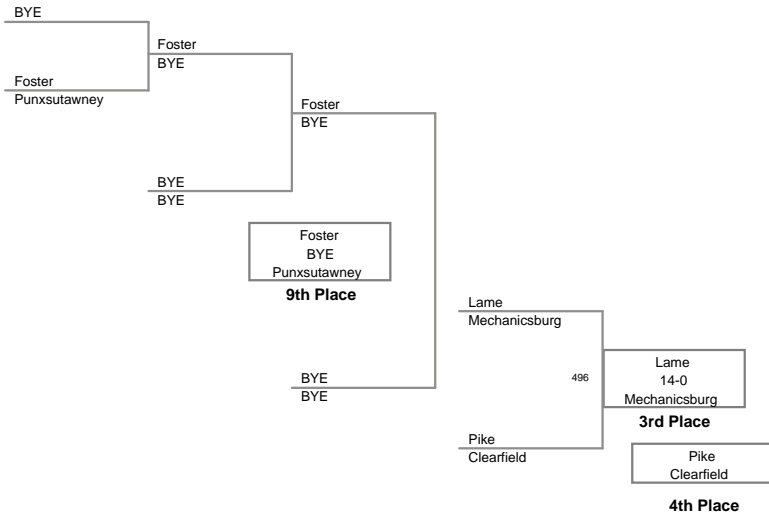 BYE
Foster
BYE
Foster
Punxsutawney
Foster
BYE
BYE
BYE
Foster
BYE
Punxsutawney
9th Place
Lame
Mechanicsburg
BYE
BYE
496
Lame
14-0
Mechanicsburg
3rd Place
Pike
Clearfield
Pike
Clearfield
4th Place